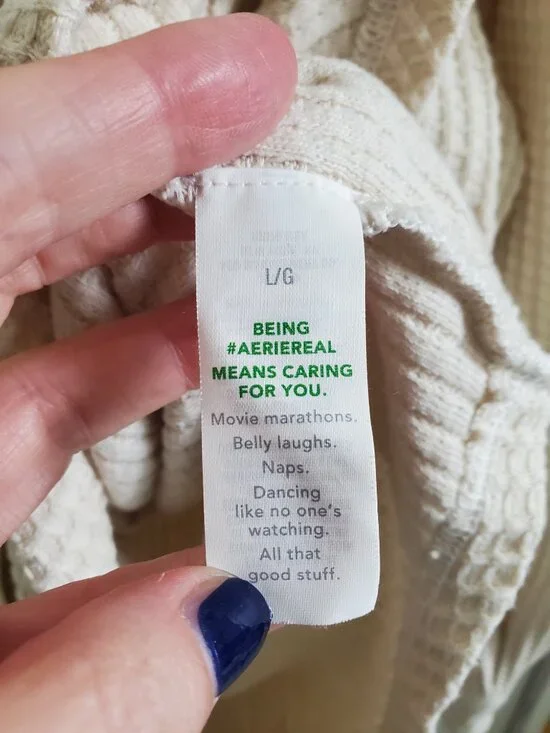 L/G
BEING
#AERIEREAL
MEANS CARING
FOR YOU.
Movie marathons.
Belly laughs.
Naps.
Dancing
like no one's
watching.
All that
good stuff.